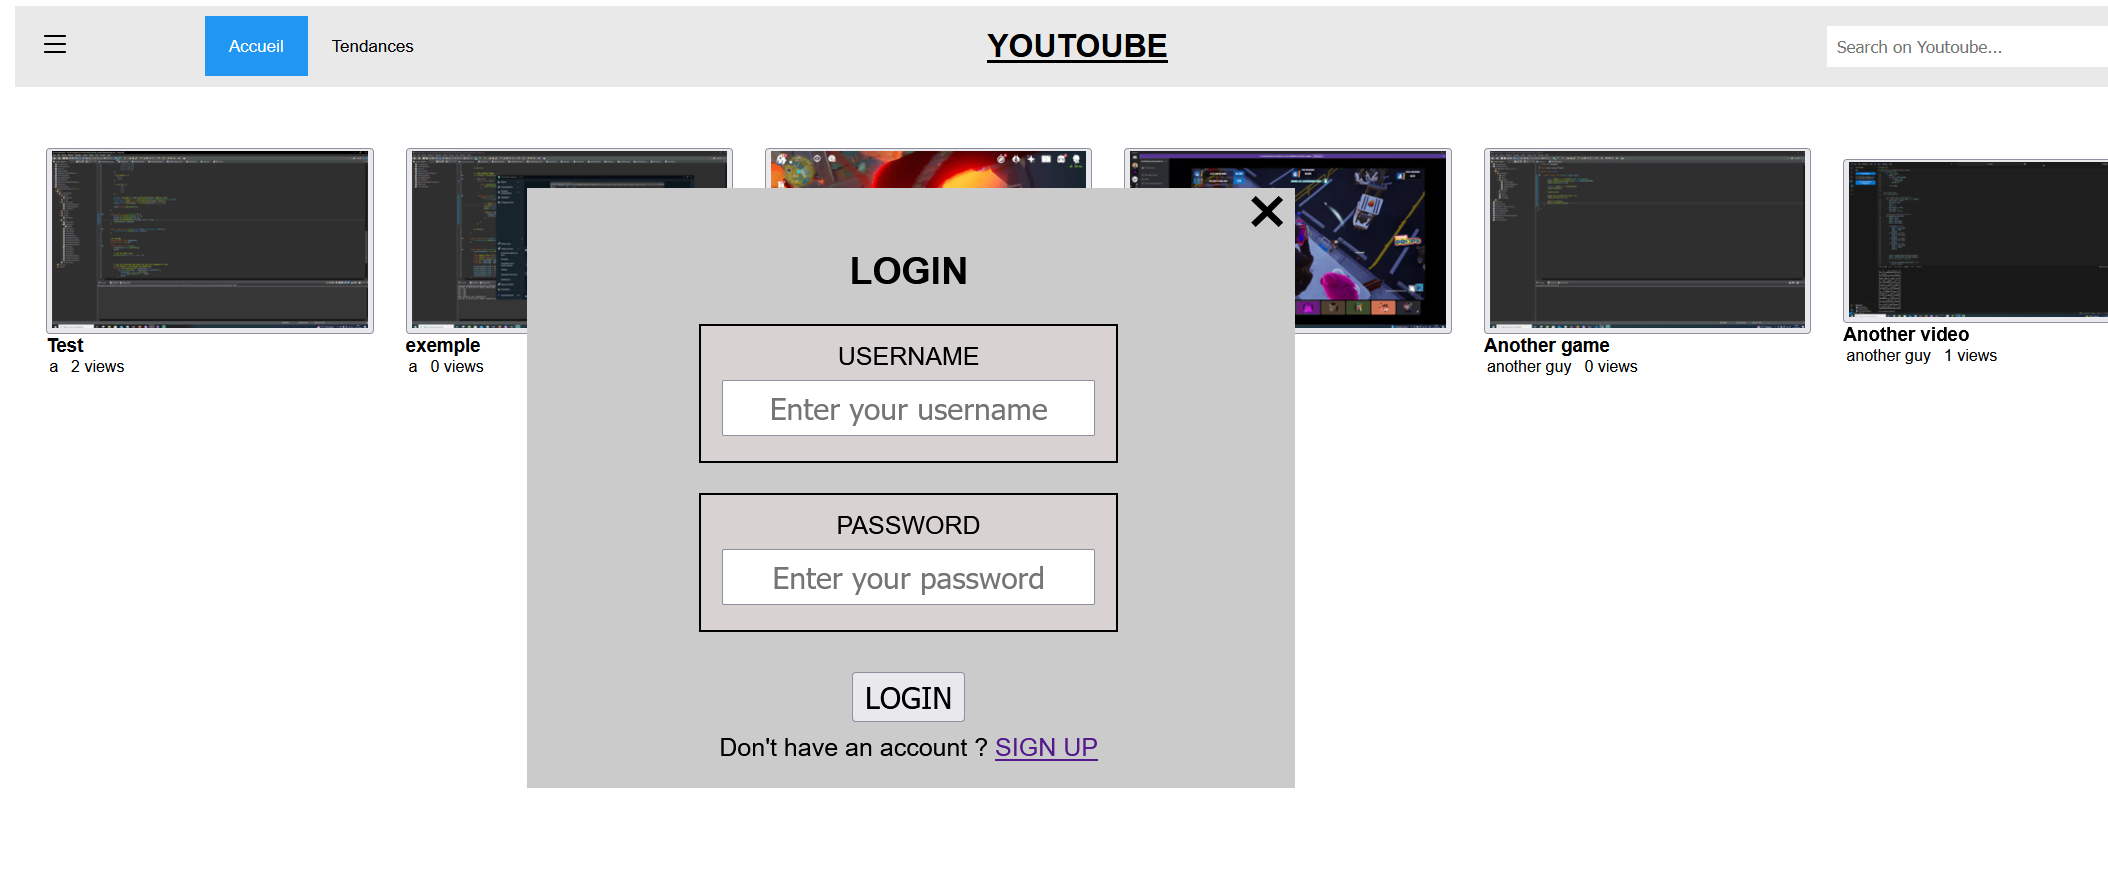 Accueil
Tendances
YOUTOUBE
Search on Youtoube...
LOGIN
USERNAME
Enter your username
PASSWORD
Enter your password
LOGIN
Don't have an account ? SIGN UP
Test
a 2 views
exemple
a 0 views
Another game
another guy 0 views
Another video
another guy 1 views